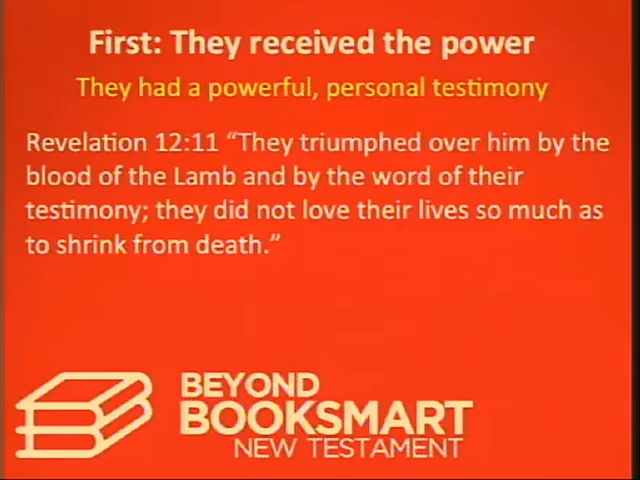 First: They received the power
They had a powerful, personal testimony
Revelation 12:11 “They triumphed over him by the
blood of the Lamb and by the word of their
testimony; they did not love their lives so much as
to shrink from death.”
BEYOND
BOOKSMART
NEW TESTAMENT